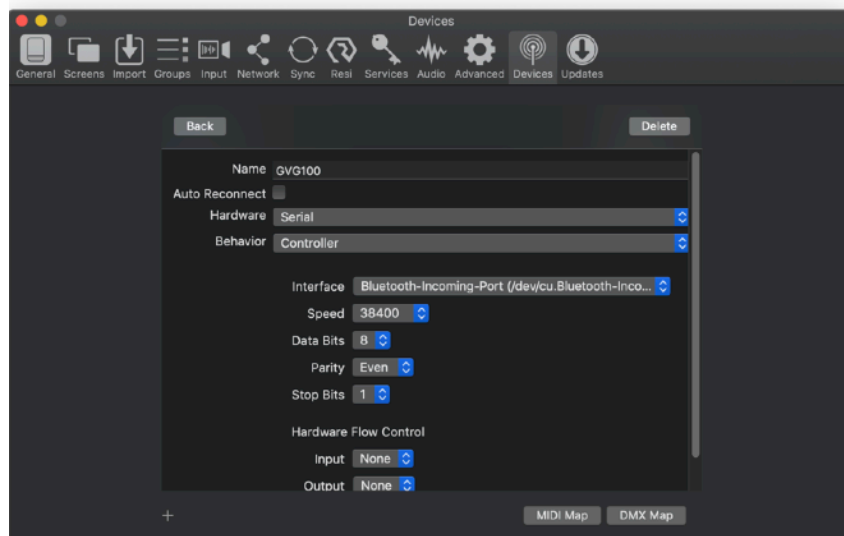 Devices
General Screens Import Groups Input Network Sync Resi Services Audio Advanced Devices Updates
Back Delete
Name GVG100
Auto Reconnect
Hardware Serial
Behavior Controller
Interface Bluetooth-Incoming-Port (/dev/cu.Bluetooth-Inco...
Speed 38400
Data Bits 8
Parity Even
Stop Bits 1
Hardware Flow Control
Input None
Output None
+ MIDI Map DMX Map